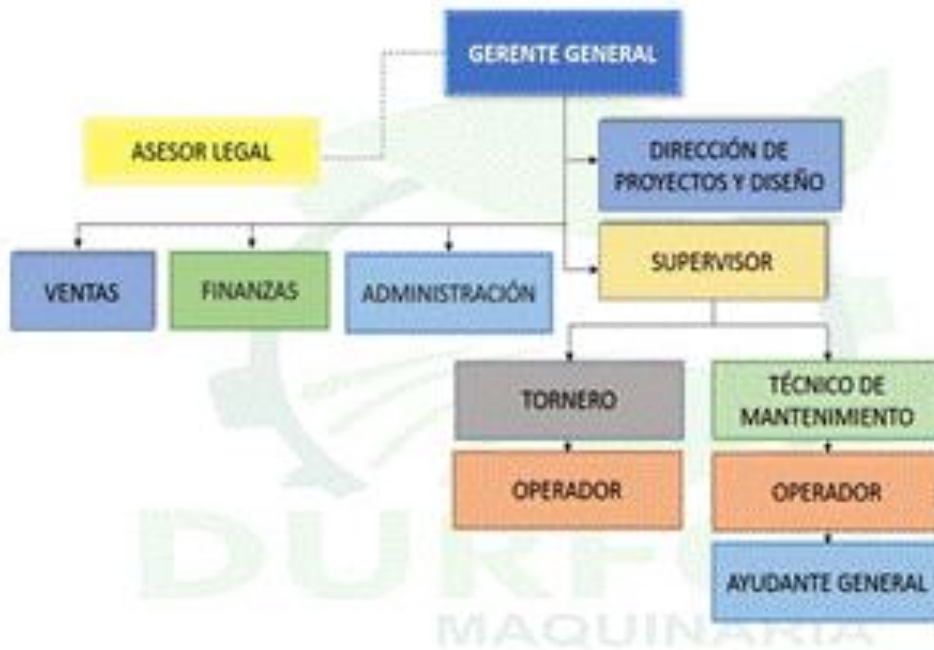 GERENTE GENERAL
ASESOR LEGAL
DIRECCIÓN DE
PROYECTOS Y DISEÑO
SUPERVISOR
VENTAS
FINANZAS
ADMINISTRACIÓN
TORNERO
TÉCNICO DE
MANTENIMIENTO
OPERADOR
OPERADOR
AYUDANTE GENERAL
MAQUINARIA